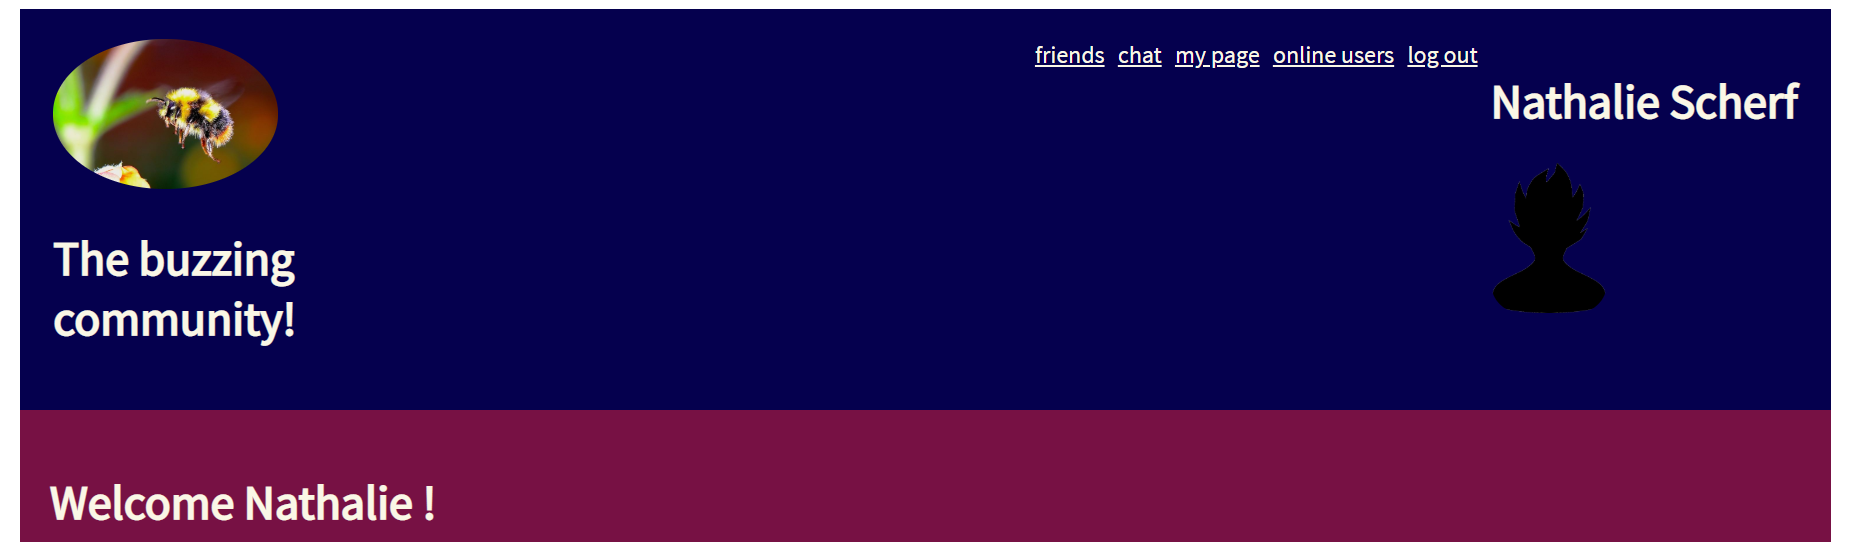 friends chat my page online users log out
Nathalie Scherf
The buzzing
community!
Welcome Nathalie !